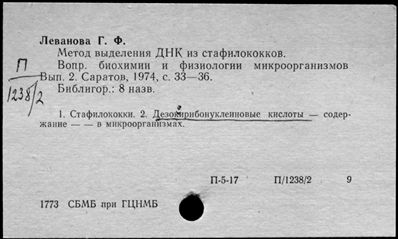 Леванова Г. Ф.
Метод выделения ДНК из стафилококков.
Вопр. биохимии и физиологии микроорганизмов
Вып. 2. Саратов, 1974, с. 33—36.
Библиогр.: 8 назв.
П
1238/2
1. Стафилококки. 2. Дезокирибонуклеиновые кислоты — содер-
жание — — в микроорганизмах.
П-5-17 П/1238/2 9
1773 СБМБ при ГЦНМБ